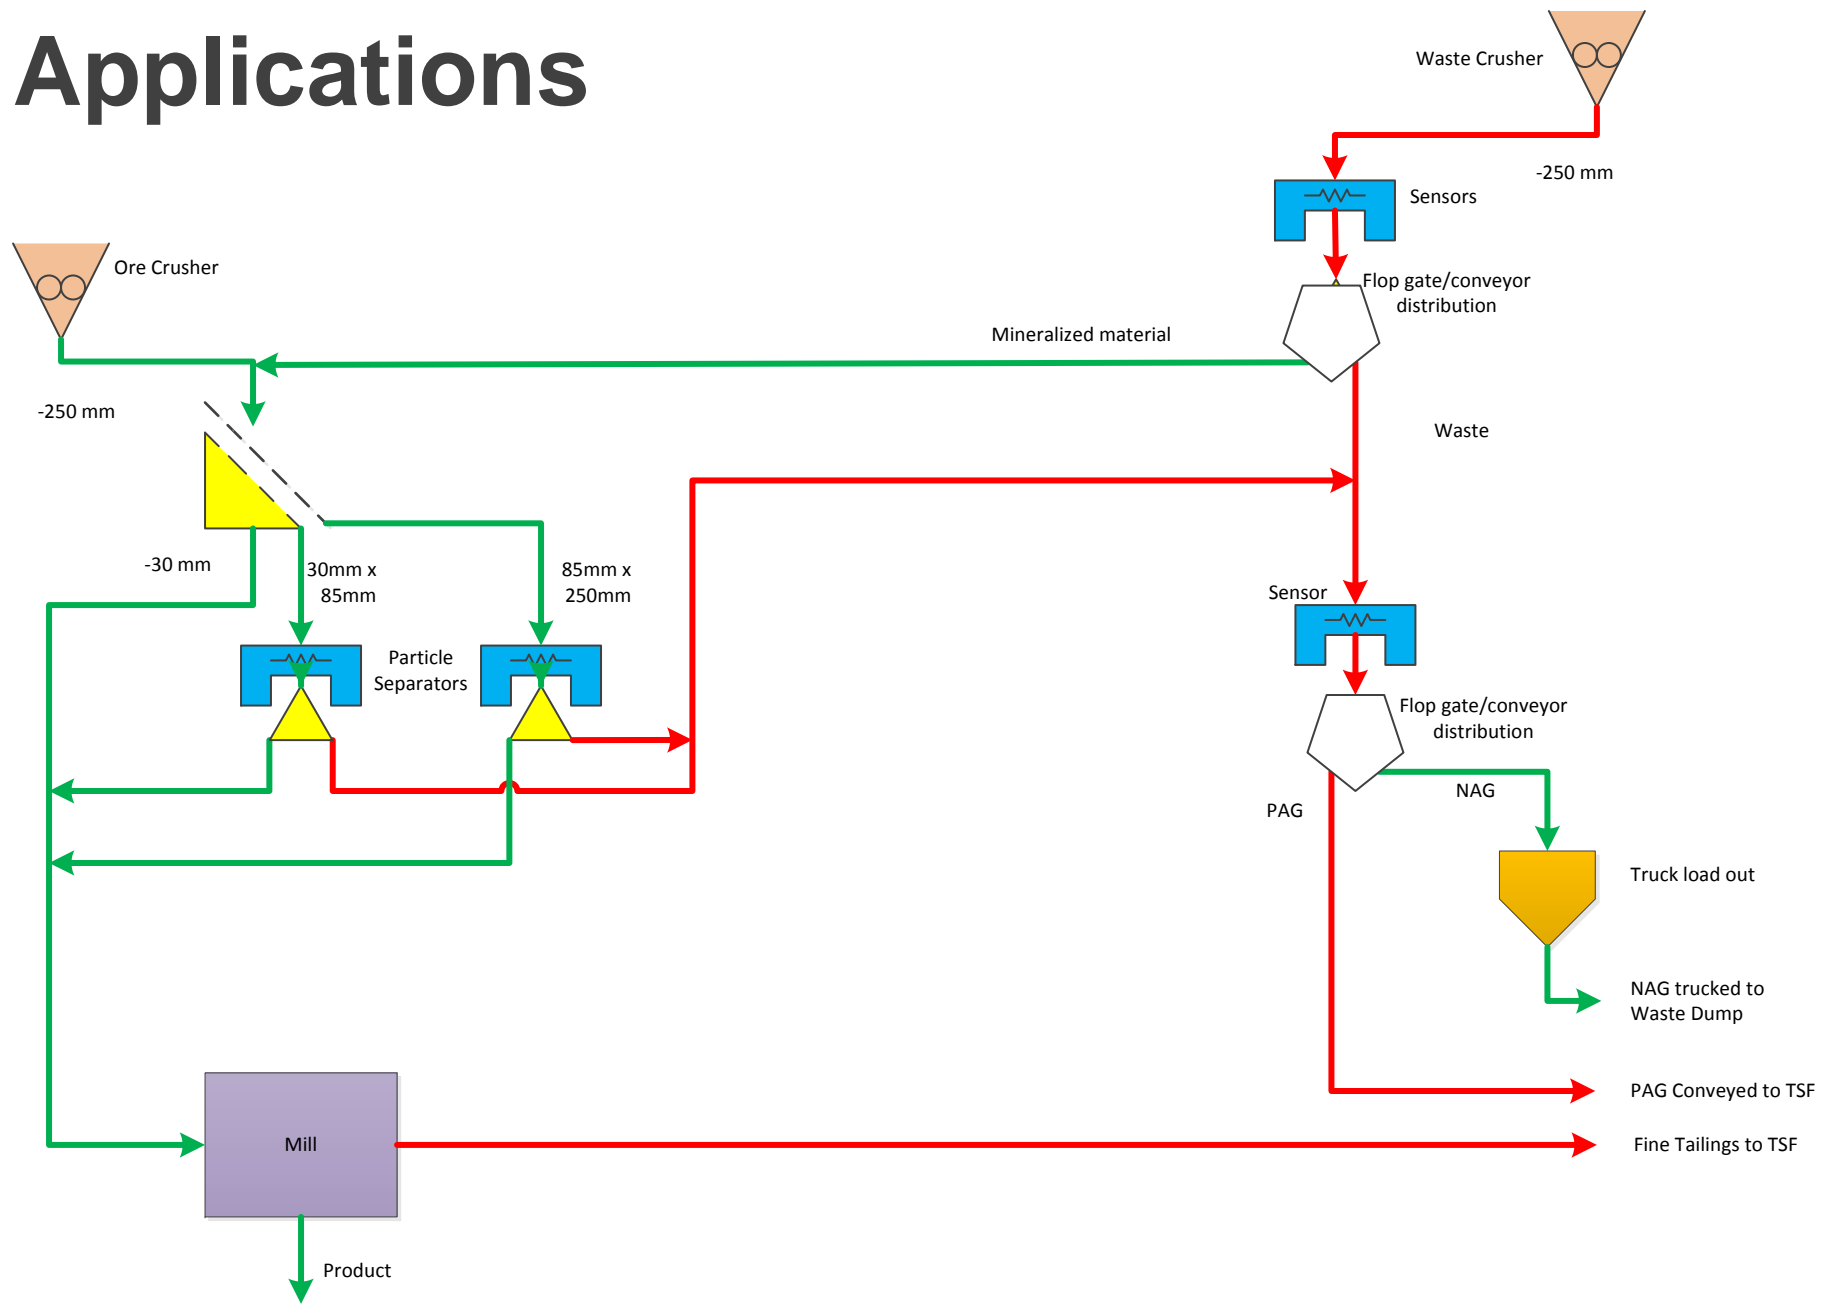 Applications
Waste Crusher
-250 mm
Sensors
Ore Crusher
Flop gate/conveyor
distribution
Mineralized material
-250 mm
Waste
-30 mm
30mm x
85mm
85mm x
250mm
Sensor
Particle
Separators
Flop gate/conveyor
distribution
NAG
PAG
Truck load out
NAG trucked to
Waste Dump
PAG Conveyed to TSF
Mill
Fine Tailings to TSF
Product